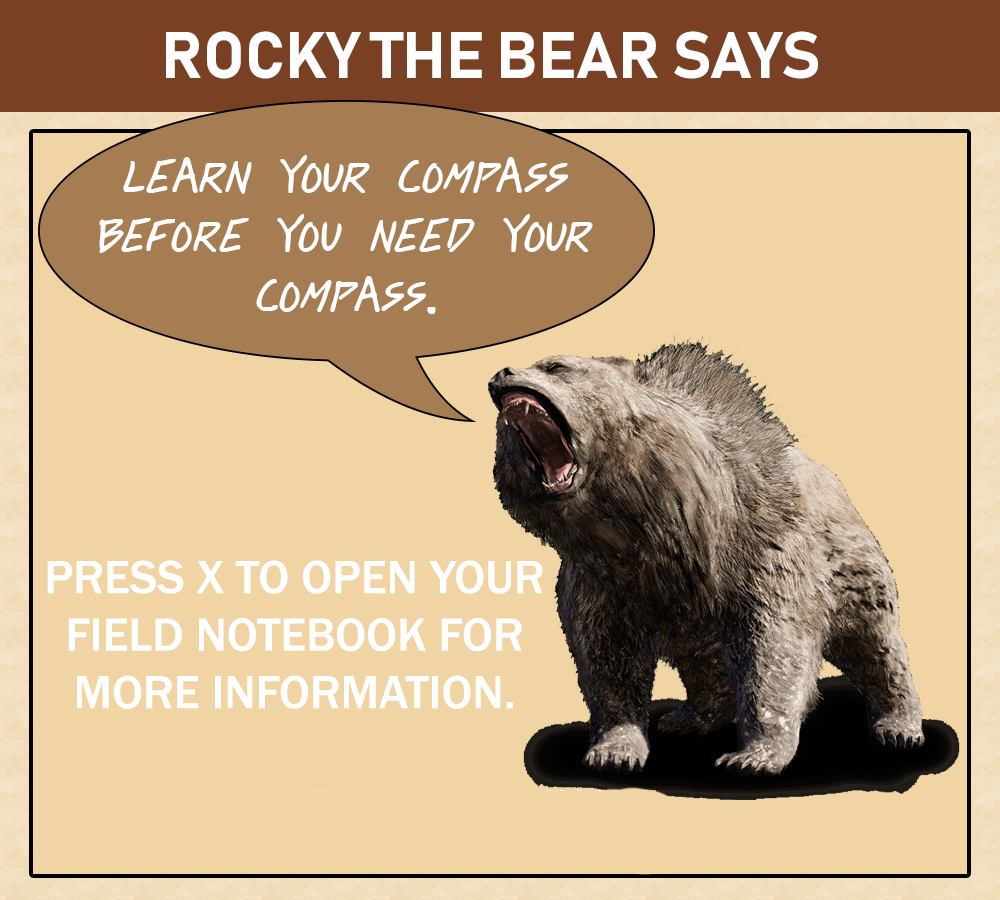 ROCKY THE BEAR SAYS
LEARN YOUR COMPASS
BEFORE YOU NEED YOUR
COMPASS.
PRESS X TO OPEN YOUR
FIELD NOTEBOOK FOR
MORE INFORMATION.